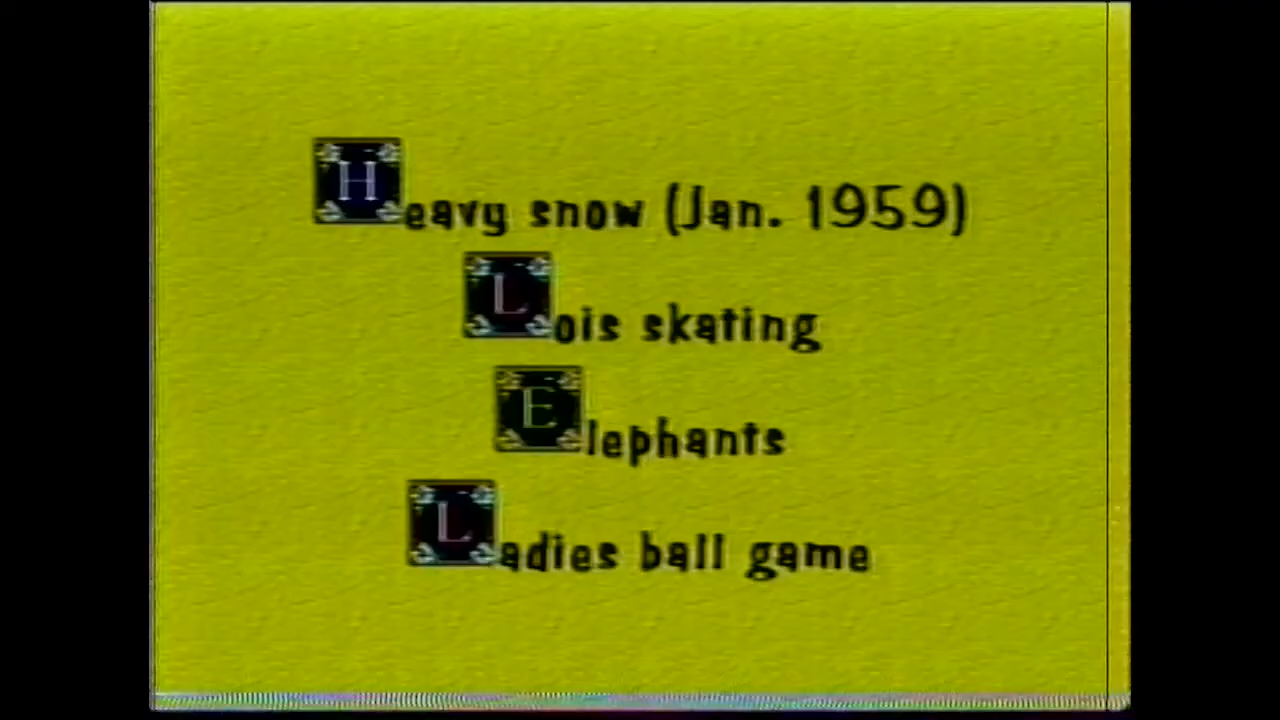 Heavy snow (Jan. 1959)
Lois skating
Elephants
Ladies ball game